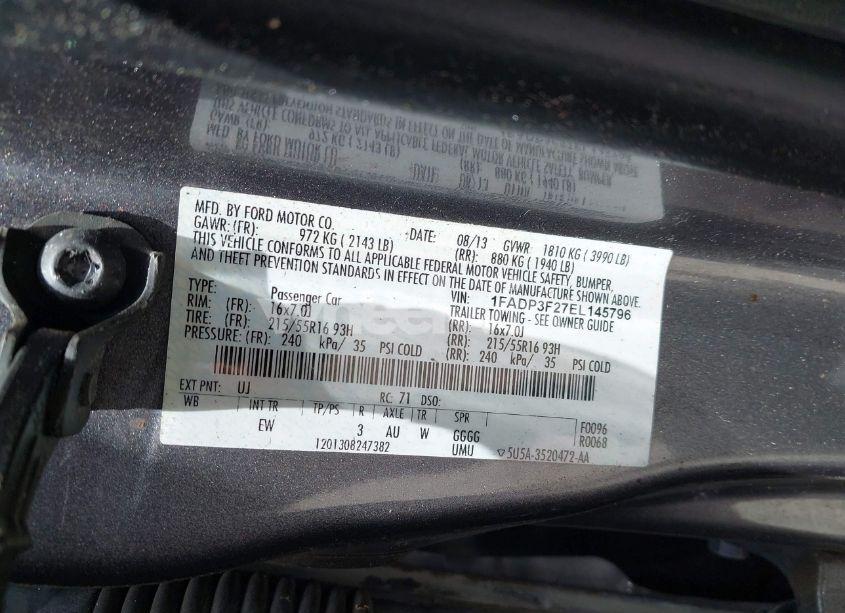 MFD. BY FORD MOTOR CO. DATE: 08/13 GVWR 1810 KG ( 3990 LB)
GAWR: (FR): 972 KG ( 2143 LB) (RR): 880 KG ( 1940 LB)
THIS VEHICLE CONFORMS TO ALL APPLICABLE FEDERAL MOTOR VEHICLE SAFETY, BUMPER,
AND THEFT PREVENTION STANDARDS IN EFFECT ON THE DATE OF MANUFACTURE SHOWN ABOVE.
VIN: 1FADP3F27EL145796
TYPE: Passenger Car TRAILER TOWING - SEE OWNER GUIDE
RIM: (FR): 16x7.0J (RR): 16x7.0J
TIRE: (FR): 215/55R16 93H (RR): 215/55R16 93H
PRESSURE: (FR): 240 kPa/ 35 PSI COLD (RR): 240 kPa/ 35 PSI COLD
EXT PNT: UJ RC: 71 DSO:
WB INT TR TP/PS R AXLE TR SPR F0096
EW 3 AU W GGGG R0068
1201308247382 UMU ▽5U5A-3520472-AA